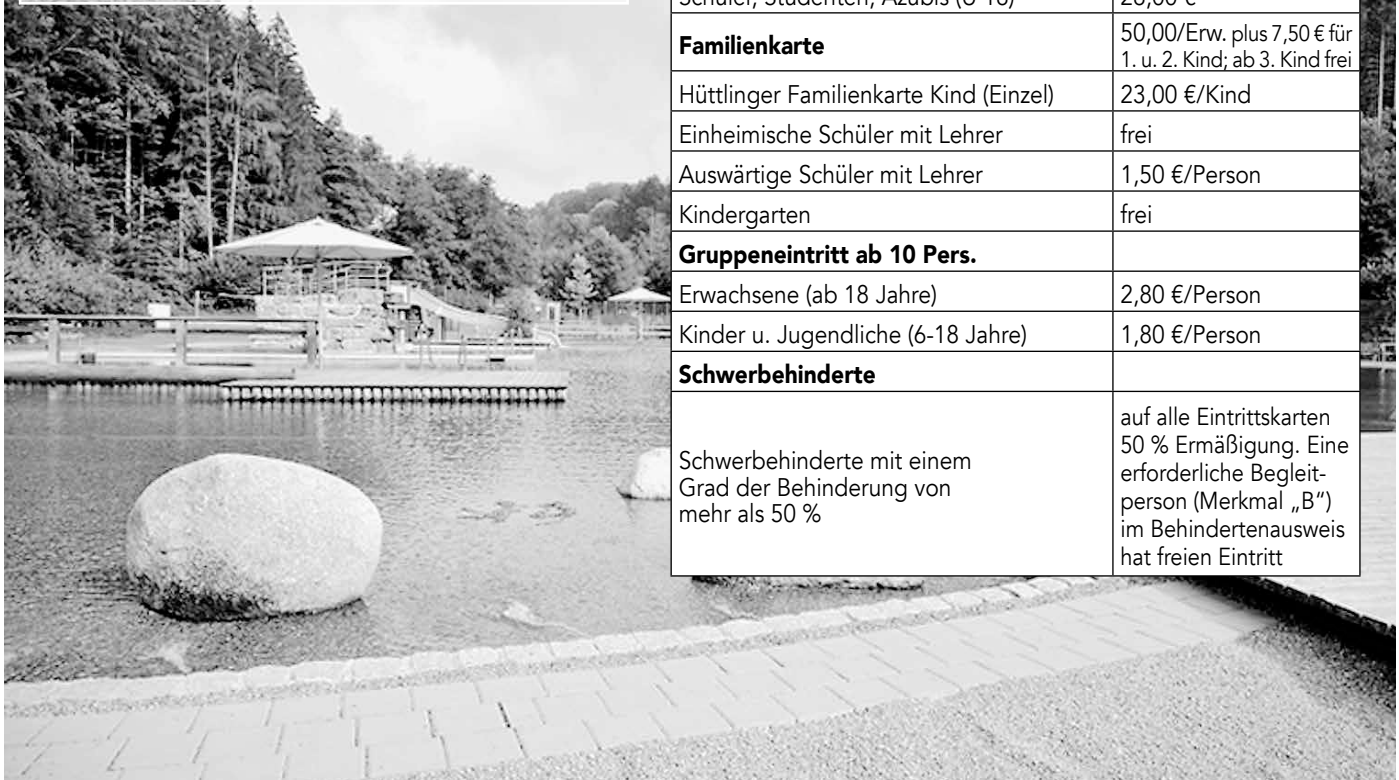 Schüler, Studenten, Azubis
Familienkarte 50,00/Erw. plus 7,50 € für
1. u. 2. Kind; ab 3. Kind frei
Hüttlinger Familienkarte Kind (Einzel) 23,00 €/Kind
Einheimische Schüler mit Lehrer frei
Auswärtige Schüler mit Lehrer 1,50 €/Person
Kindergarten frei
Gruppeneintritt ab 10 Pers.
Erwachsene (ab 18 Jahre) 2,80 €/Person
Kinder u. Jugendliche (6-18 Jahre) 1,80 €/Person
Schwerbehinderte
Schwerbehinderte mit einem
Grad der Behinderung von
mehr als 50 %
auf alle Eintrittskarten
50 % Ermäßigung. Eine
erforderliche Begleit-
person (Merkmal „B“)
im Behindertenausweis
hat freien Eintritt